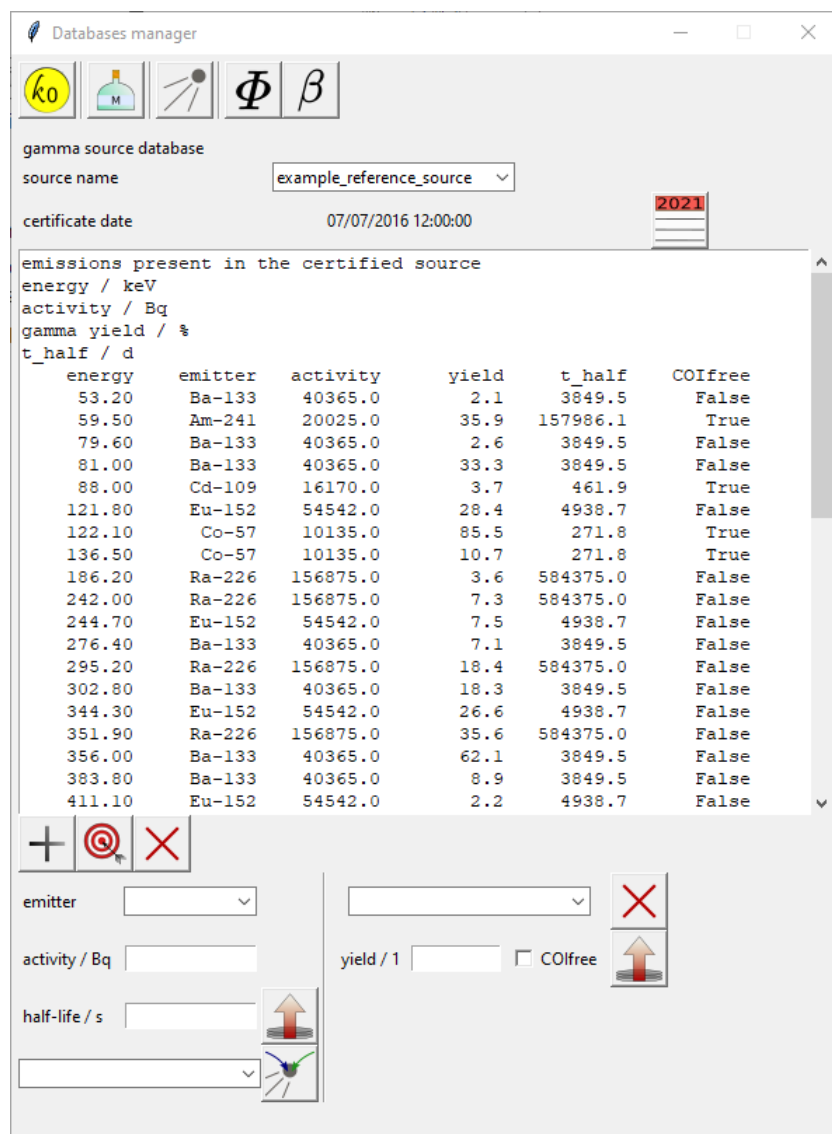 Databases manager
k0 M Φ β
gamma source database
source name example_reference_source
2021
certificate date 07/07/2016 12:00:00
emissions present in the certified source
energy / keV
activity / Bq
gamma yield / %
t_half / d
energy emitter activity yield t_half COIfree
53.20 Ba-133 40365.0 2.1 3849.5 False
59.50 Am-241 20025.0 35.9 157986.1 True
79.60 Ba-133 40365.0 2.6 3849.5 False
81.00 Ba-133 40365.0 33.3 3849.5 False
88.00 Cd-109 16170.0 3.7 461.9 True
121.80 Eu-152 54542.0 28.4 4938.7 False
122.10 Co-57 10135.0 85.5 271.8 True
136.50 Co-57 10135.0 10.7 271.8 True
186.20 Ra-226 156875.0 3.6 584375.0 False
242.00 Ra-226 156875.0 7.3 584375.0 False
244.70 Eu-152 54542.0 7.5 4938.7 False
276.40 Ba-133 40365.0 7.1 3849.5 False
295.20 Ra-226 156875.0 18.4 584375.0 False
302.80 Ba-133 40365.0 18.3 3849.5 False
344.30 Eu-152 54542.0 26.6 4938.7 False
351.90 Ra-226 156875.0 35.6 584375.0 False
356.00 Ba-133 40365.0 62.1 3849.5 False
383.80 Ba-133 40365.0 8.9 3849.5 False
411.10 Eu-152 54542.0 2.2 4938.7 False
emitter
activity / Bq yield / 1 COIfree
half-life / s